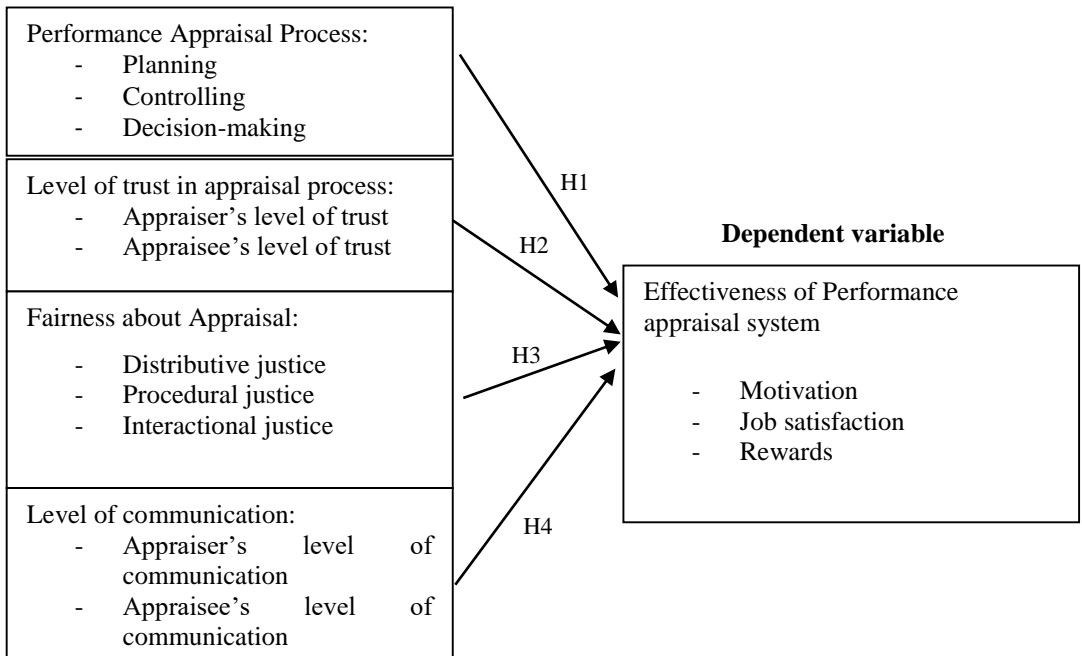 Performance Appraisal Process:
- Planning
- Controlling
- Decision-making
Level of trust in appraisal process:
- Appraiser’s level of trust
- Appraisee’s level of trust
Fairness about Appraisal:
- Distributive justice
- Procedural justice
- Interactional justice
Level of communication:
- Appraiser’s level of
communication
- Appraisee’s level of
communication
H1
H2
H3
H4
Dependent variable
Effectiveness of Performance
appraisal system
- Motivation
- Job satisfaction
- Rewards